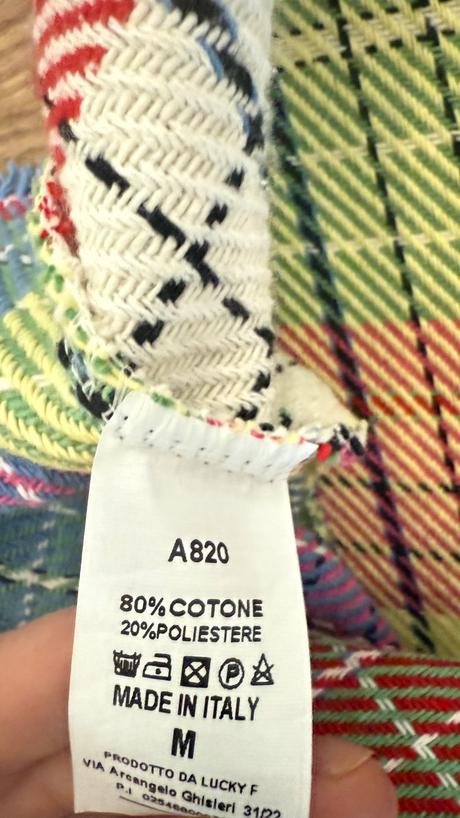 A820
80% COTONE
20%POLIESTERE
P
MADE IN ITALY
M
PRODOTTO DA LUCKY F
VIA Arcangelo Ghisleri 31/22
P.I